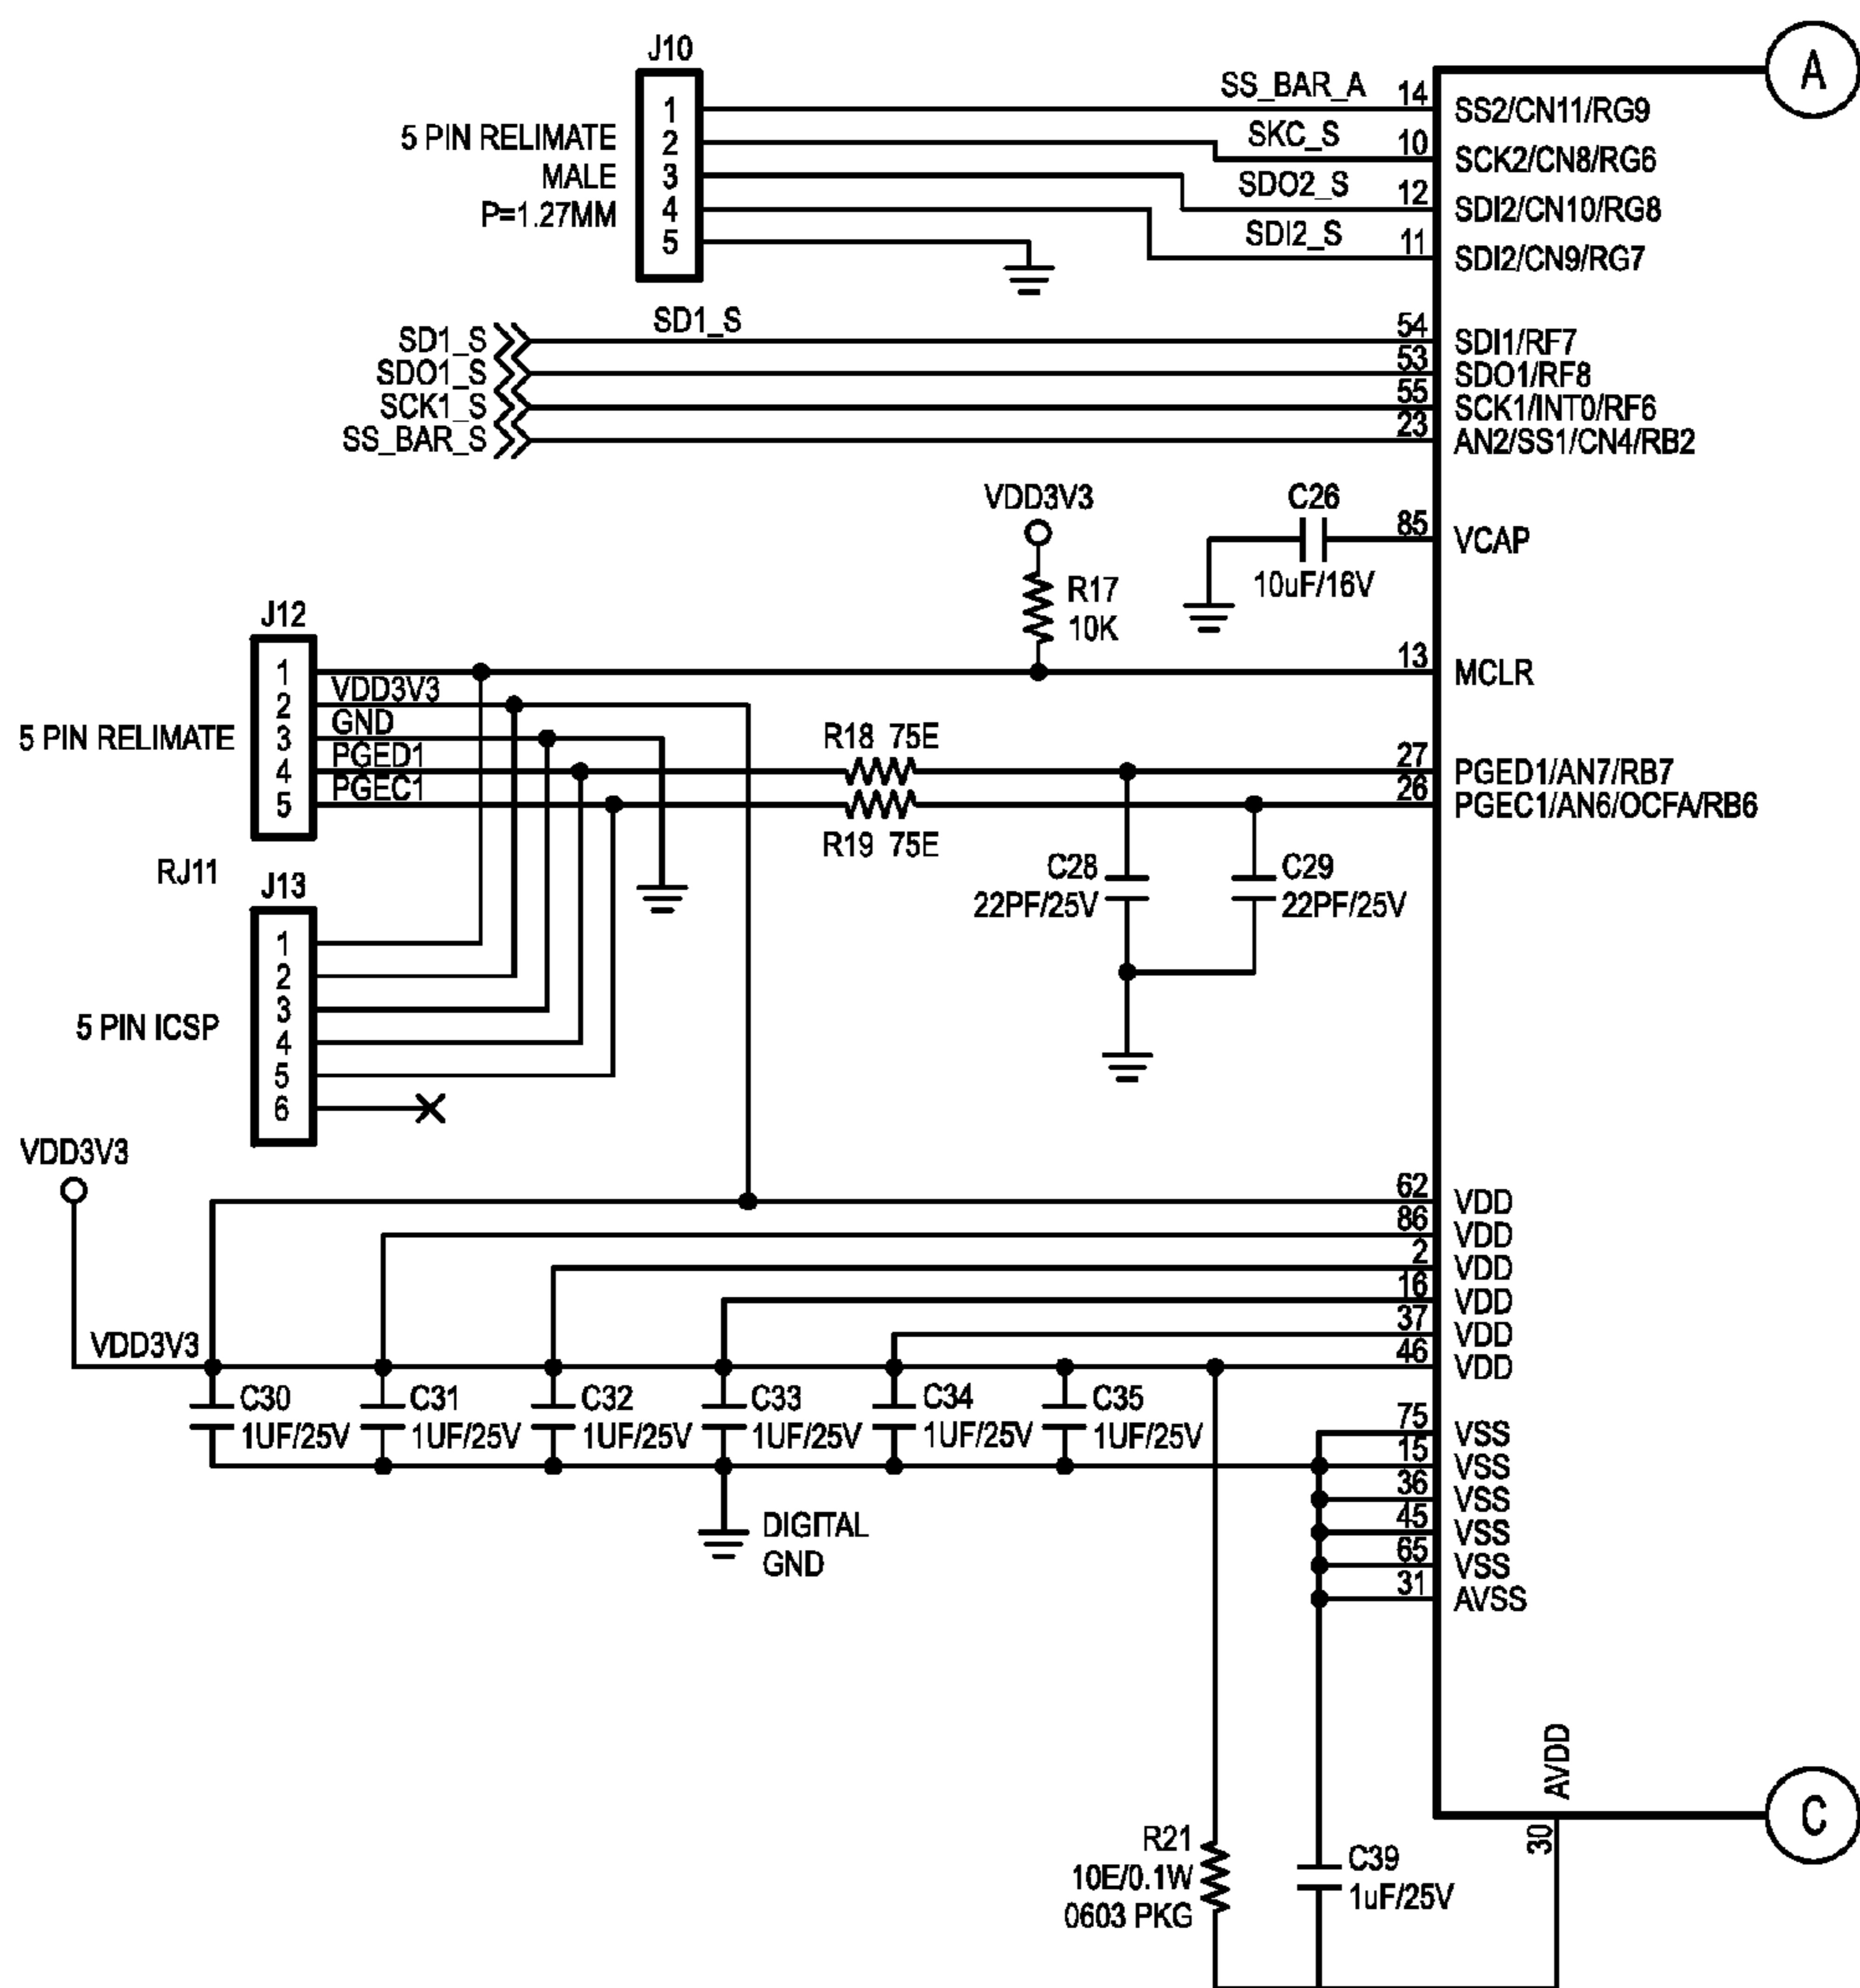 A
J10
5 PIN RELIMATE
MALE
P=1.27MM
1
2
3
4
5
SS_BAR_A
SKC_S
SDO2_S
SDI2_S
14
10
12
11
SS2/CN11/RG9
SCK2/CN8/RG6
SDI2/CN10/RG8
SDI2/CN9/RG7
SD1_S
SD1_S
SDO1_S
SCK1_S
SS_BAR_S
54
53
55
23
SDI1/RF7
SDO1/RF8
SCK1/INT0/RF6
AN2/SS1/CN4/RB2
VDD3V3
R17
10K
C26
10uF/16V
85
VCAP
J12
5 PIN RELIMATE
1
2
3
4
5
VDD3V3
GND
PGED1
PGEC1
13
MCLR
R18 75E
R19 75E
27
26
PGED1/AN7/RB7
PGEC1/AN6/OCFA/RB6
C28
22PF/25V
C29
22PF/25V
RJ11
J13
5 PIN ICSP
1
2
3
4
5
6
VDD3V3
VDD3V3
62
86
2
16
37
46
VDD
VDD
VDD
VDD
VDD
VDD
C30
1UF/25V
C31
1UF/25V
C32
1UF/25V
C33
1UF/25V
C34
1UF/25V
C35
1UF/25V
DIGITAL
GND
75
15
36
45
65
31
VSS
VSS
VSS
VSS
VSS
AVSS
AVDD
30
C
R21
10E/0.1W
0603 PKG
C39
1uF/25V